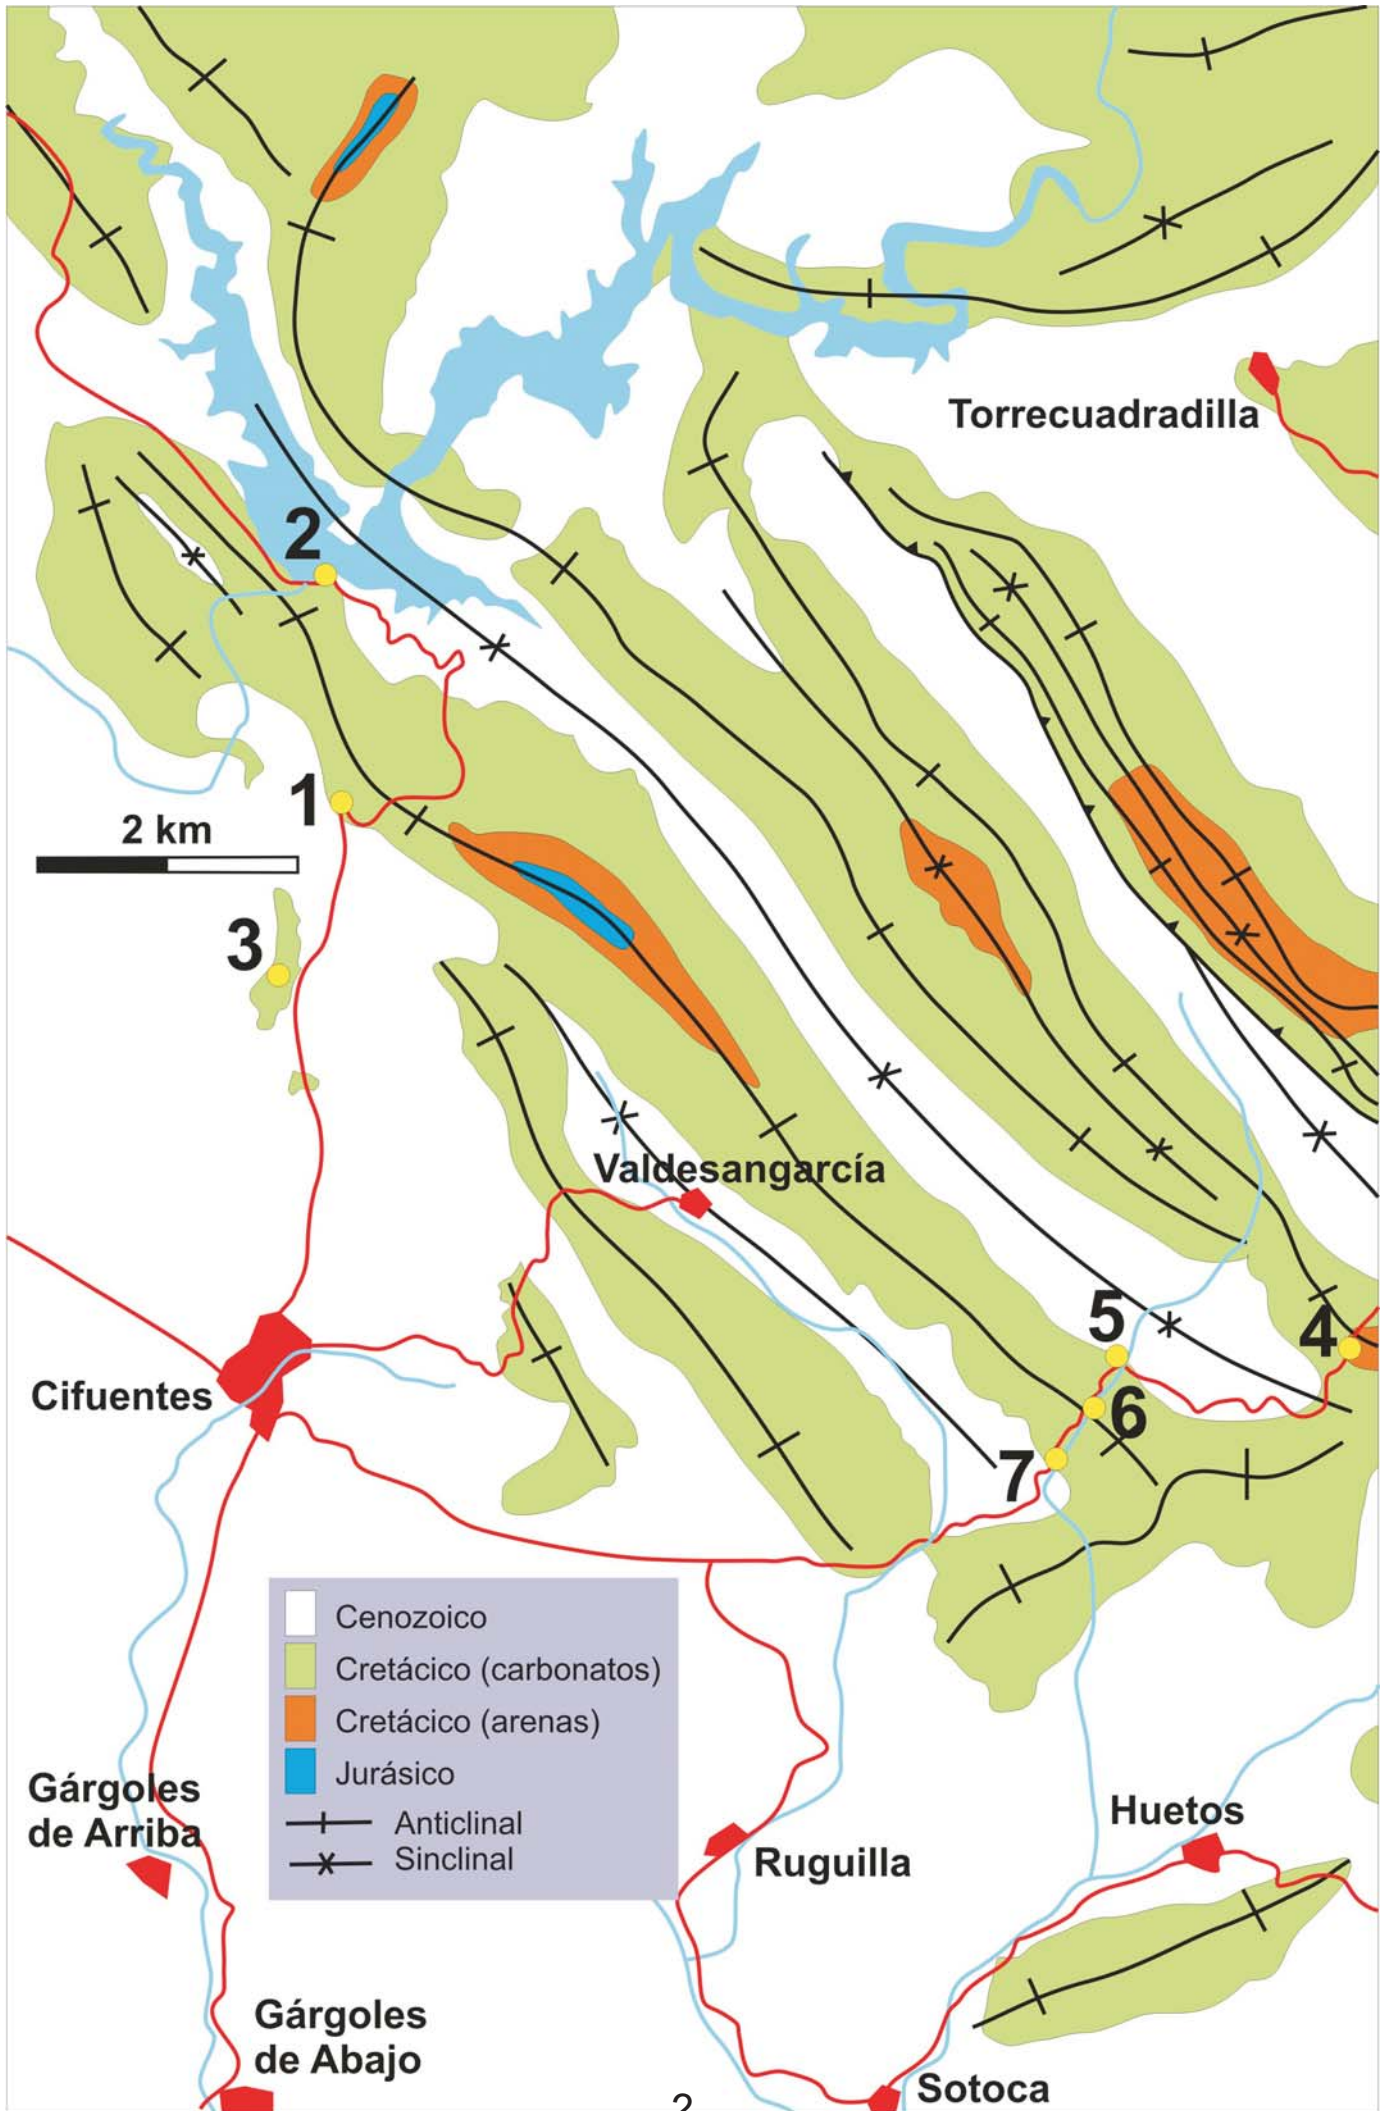 Torrecuadradilla
2
1
2 km
3
Valdesangarcía
5
4
Cifuentes
6
7
Cenozoico
Cretácico (carbonatos)
Cretácico (arenas)
Jurásico
Anticlinal
Sinclinal
Gárgoles
de Arriba
Huetos
Ruguilla
Gárgoles
de Abajo
Sotoca
2